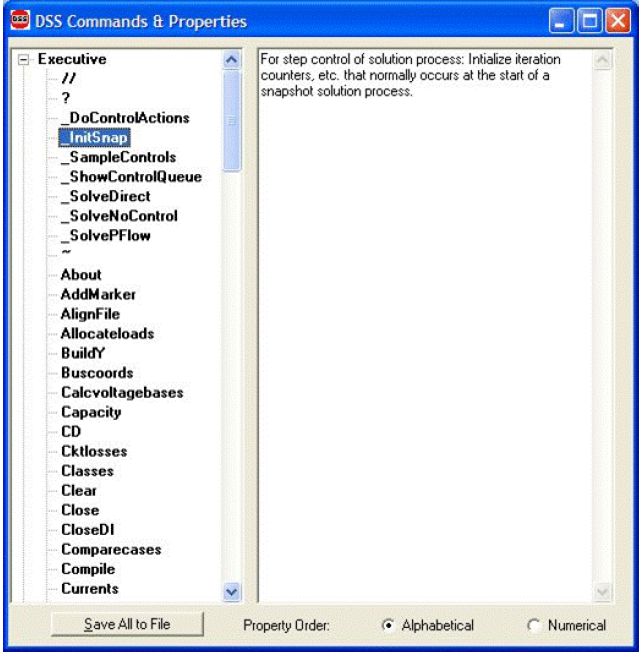 DSS
DSS Commands & Properties
Executive
//
?
_DoControlActions
_InitSnap
_SampleControls
_ShowControlQueue
_SolveDirect
_SolveNoControl
_SolvePFlow
~
About
AddMarker
AlignFile
Allocateloads
BuildY
Buscoords
Calcvoltagebases
Capacity
CD
Cktlosses
Classes
Clear
Close
CloseDI
Comparecases
Compile
Currents
For step control of solution process: Intialize iteration
counters, etc. that normally occurs at the start of a
snapshot solution process.
Save All to File
Property Order:
Alphabetical
Numerical